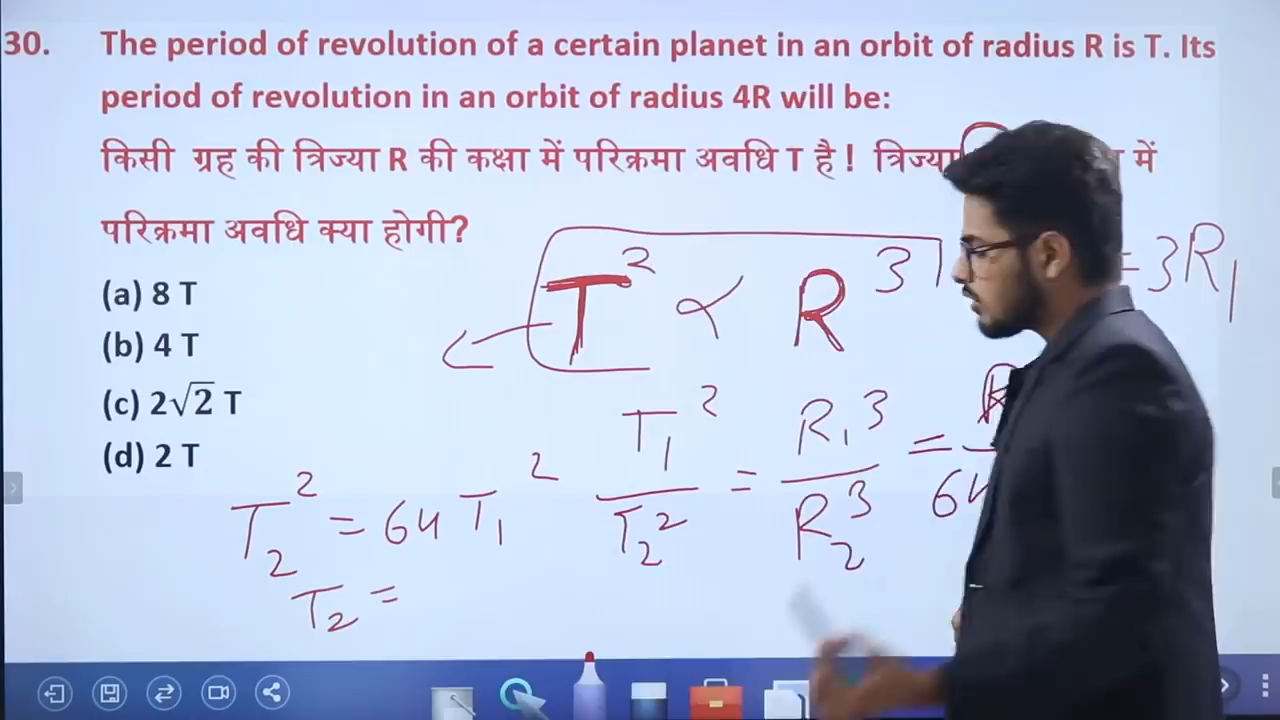 30. The period of revolution of a certain planet in an orbit of radius R is T. Its
period of revolution in an orbit of radius 4R will be:
किसी ग्रह की त्रिज्या R की कक्षा में परिक्रमा अवधि T है ! त्रिज्या में
परिक्रमा अवधि क्या होगी?
(a) 8 T
(b) 4 T
(c) 2√2 T
(d) 2 T
T² ∝ R³
= 3R₁
T₁² / T₂² = R₁³ / R₂³ =
T₂² = 64 T₁²
T₂ =